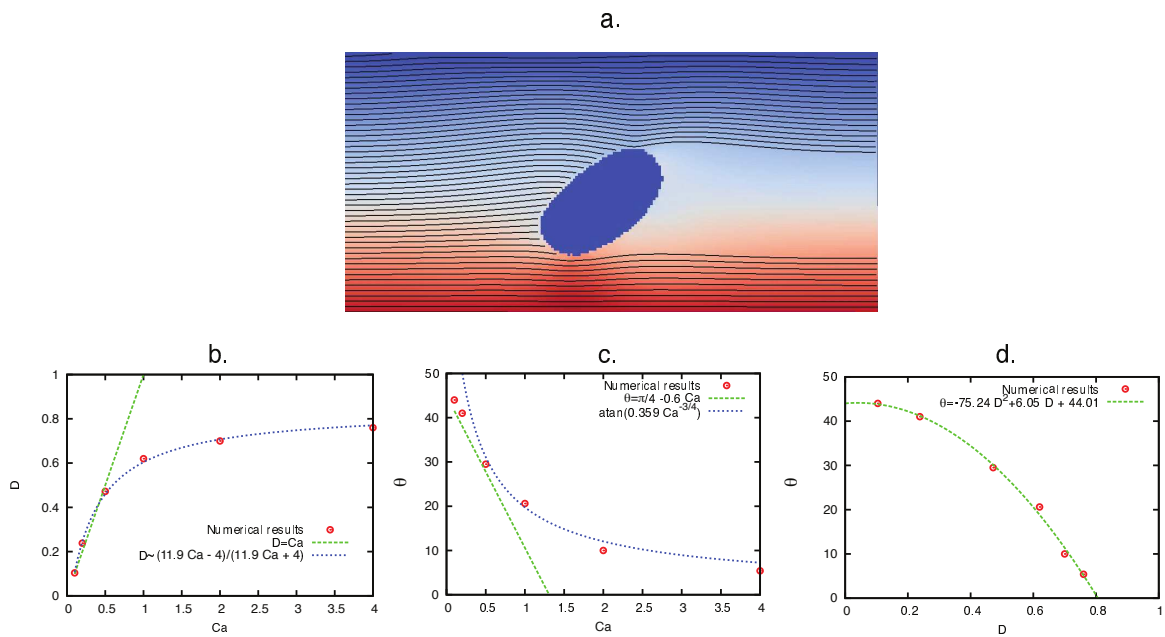 a.
b.
1
0.8
0.6
0.4
0.2
0
D
Numerical results
D=Ca
D~(11.9 Ca - 4)/(11.9 Ca + 4)
0 0.5 1 1.5 2 2.5 3 3.5 4
Ca
c.
50
40
30
20
10
0
θ
Numerical results
θ=π/4 -0.6 Ca
atan(0.359 Ca^-3/4)
0 0.5 1 1.5 2 2.5 3 3.5 4
Ca
d.
50
40
30
20
10
0
θ
Numerical results
θ=-75.24 D^2+6.05 D + 44.01
0 0.2 0.4 0.6 0.8 1
D